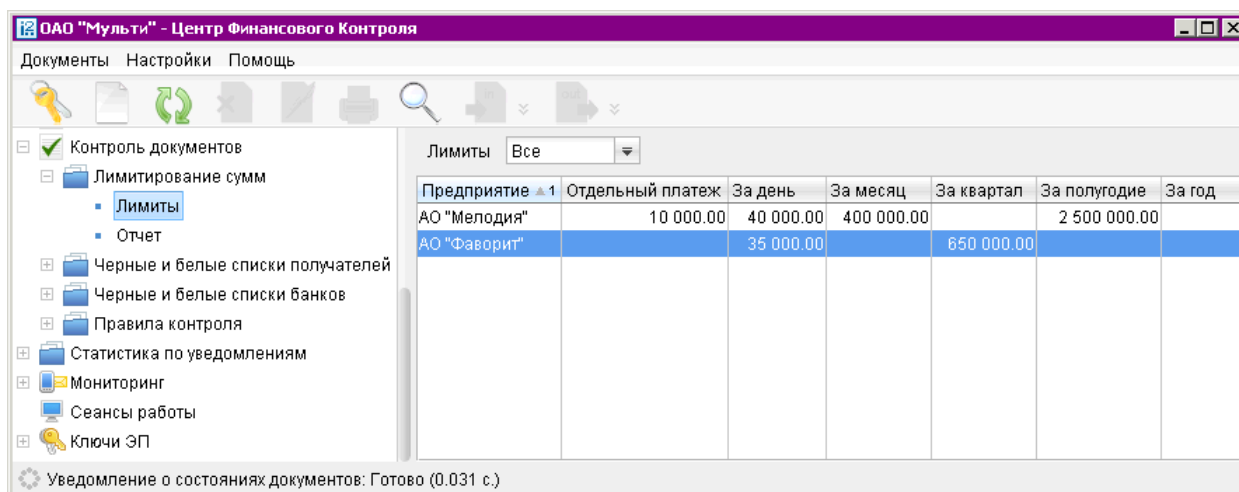 ОАО "Мульти" - Центр Финансового Контроля
Документы Настройки Помощь
in out
Контроль документов
Лимитирование сумм
Лимиты
Отчет
Черные и белые списки получателей
Черные и белые списки банков
Правила контроля
Статистика по уведомлениям
Мониторинг
Сеансы работы
Ключи ЭП
Лимиты Все
Предприятие 1 Отдельный платеж За день За месяц За квартал За полугодие За год
АО "Мелодия" 10 000.00 40 000.00 400 000.00 2 500 000.00
АО "Фаворит" 35 000.00 650 000.00
Уведомление о состояниях документов: Готово (0.031 с.)